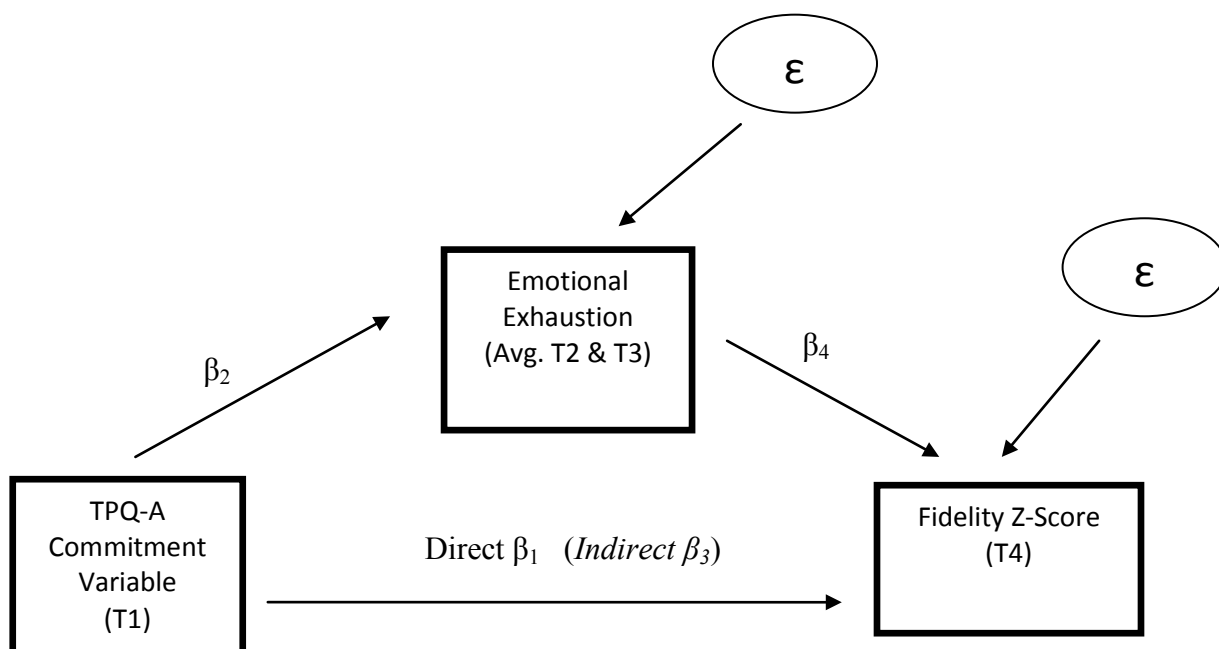 ε
ε
Emotional
Exhaustion
(Avg. T2 & T3)
β2
β4
TPQ-A
Commitment
Variable
(T1)
Direct β1 (Indirect β3)
Fidelity Z-Score
(T4)